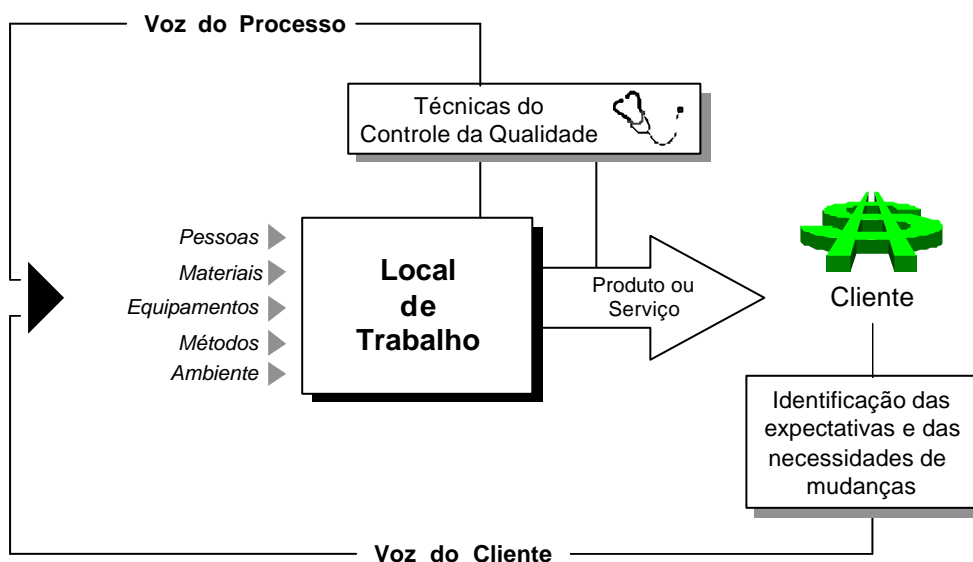 Voz do Processo
Técnicas do
Controle da Qualidade
Pessoas
Materiais
Equipamentos
Métodos
Ambiente
Local
de
Trabalho
Produto ou
Serviço
Cliente
Identificação das
expectativas e das
necessidades de
mudanças
Voz do Cliente